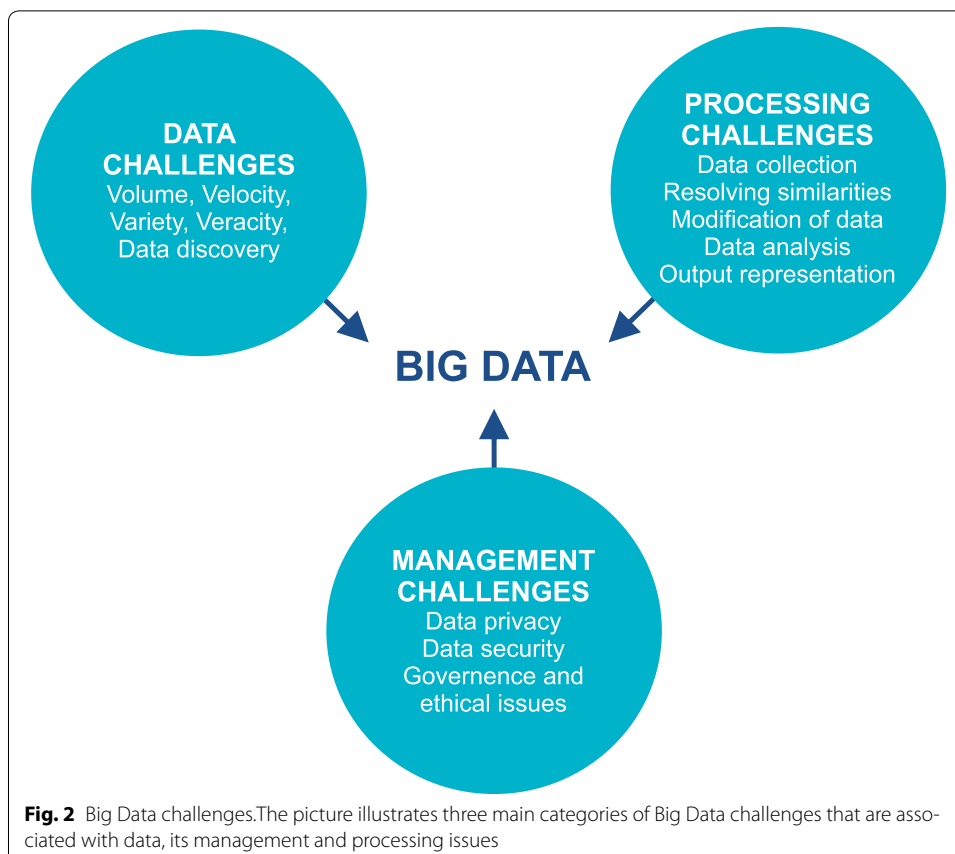 DATA
CHALLENGES
Volume, Velocity,
Variety, Veracity,
Data discovery
PROCESSING
CHALLENGES
Data collection
Resolving similarities
Modification of data
Data analysis
Output representation
BIG DATA
MANAGEMENT
CHALLENGES
Data privacy
Data security
Governence and
ethical issues
Fig. 2 Big Data challenges.The picture illustrates three main categories of Big Data challenges that are asso-
ciated with data, its management and processing issues